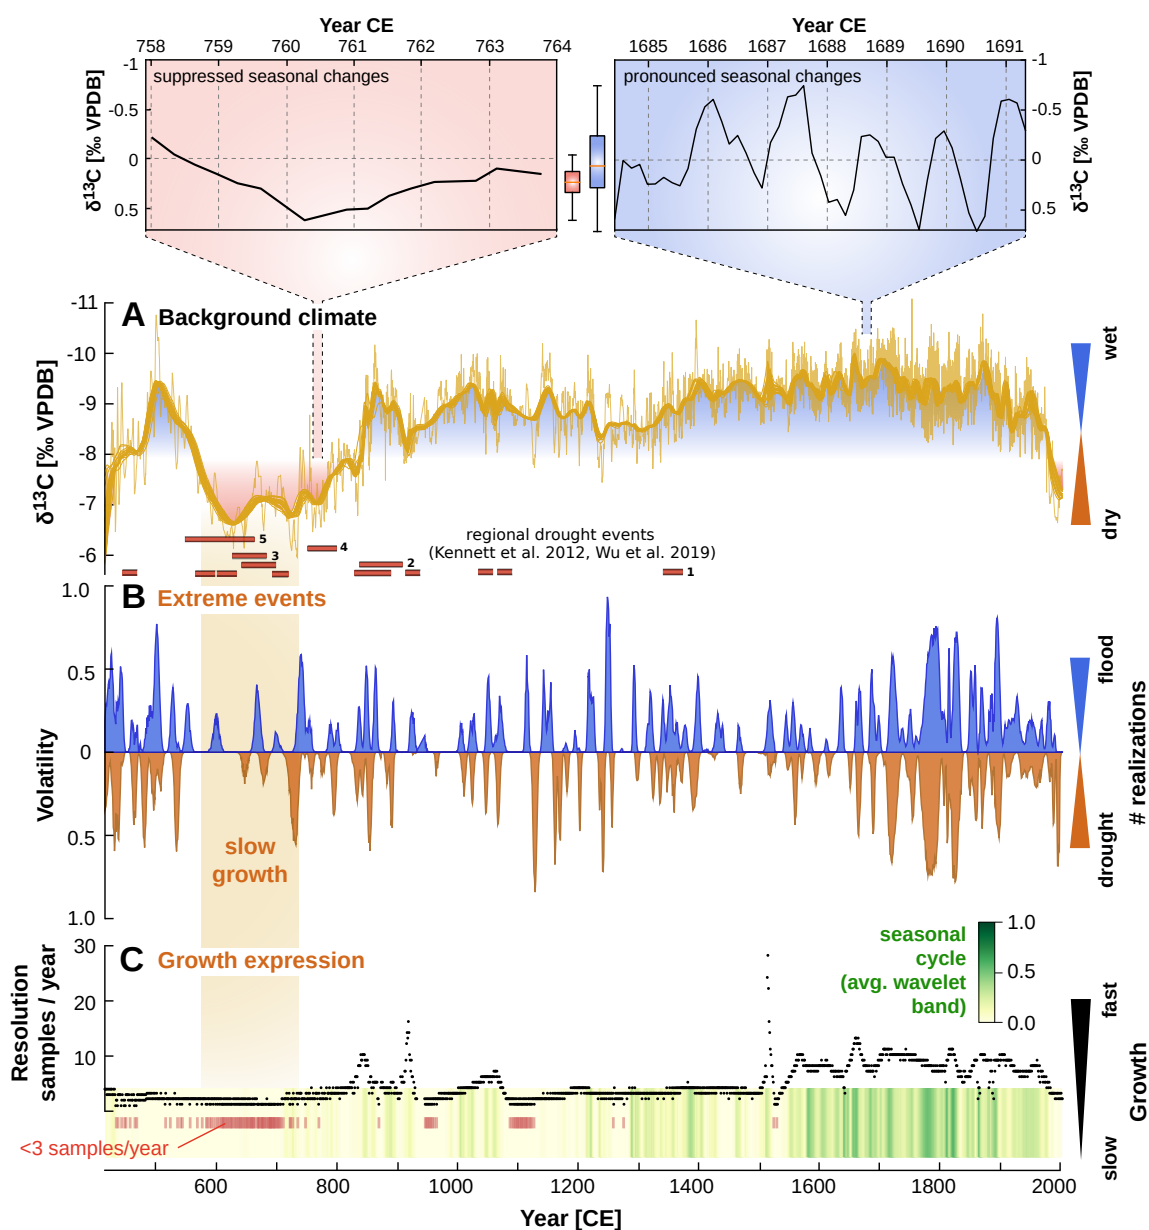 Year CE
Year CE
758 759 760 761 762 763 764
1685 1686 1687 1688 1689 1690 1691
-1
-0.5
0
0.5
δ13C [‰ VPDB]
suppressed seasonal changes
pronounced seasonal changes
-1
-0.5
0
0.5
δ13C [‰ VPDB]
A Background climate
-11
-10
-9
-8
-7
-6
δ13C [‰ VPDB]
wet
dry
regional drought events
(Kennett et al. 2012, Wu et al. 2019)
5
3
4
2
1
B Extreme events
1.0
0.5
0
0.5
1.0
Volatility
flood
drought
# realizations
slow
growth
C Growth expression
30
20
10
Resolution
samples / year
seasonal
cycle
(avg. wavelet
band)
1.0
0.5
0.0
fast
slow
Growth
<3 samples/year
600 800 1000 1200 1400 1600 1800 2000
Year [CE]